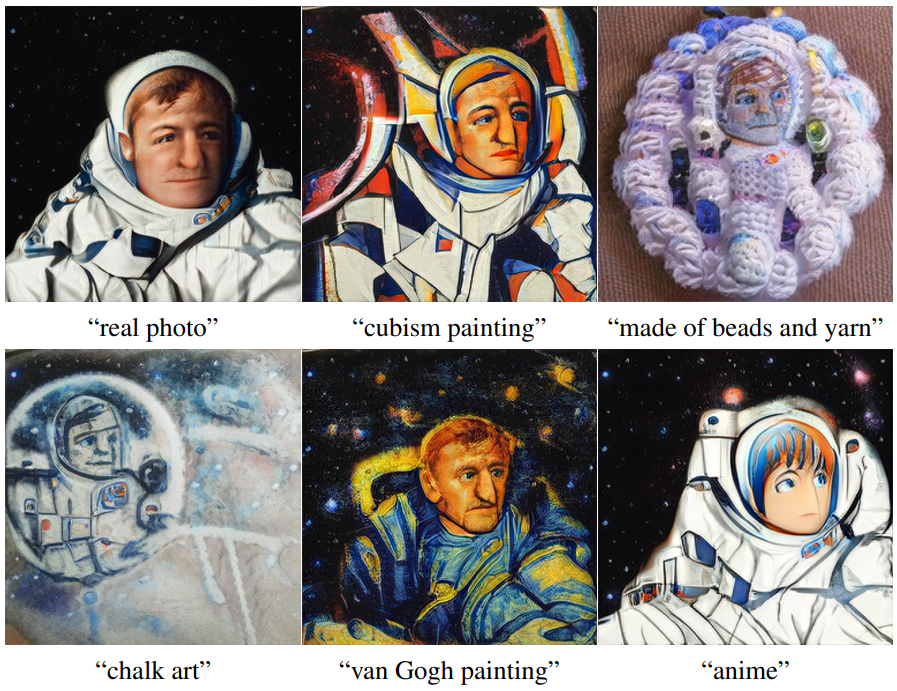 “real photo”
“cubism painting”
“made of beads and yarn”
“chalk art”
“van Gogh painting”
“anime”